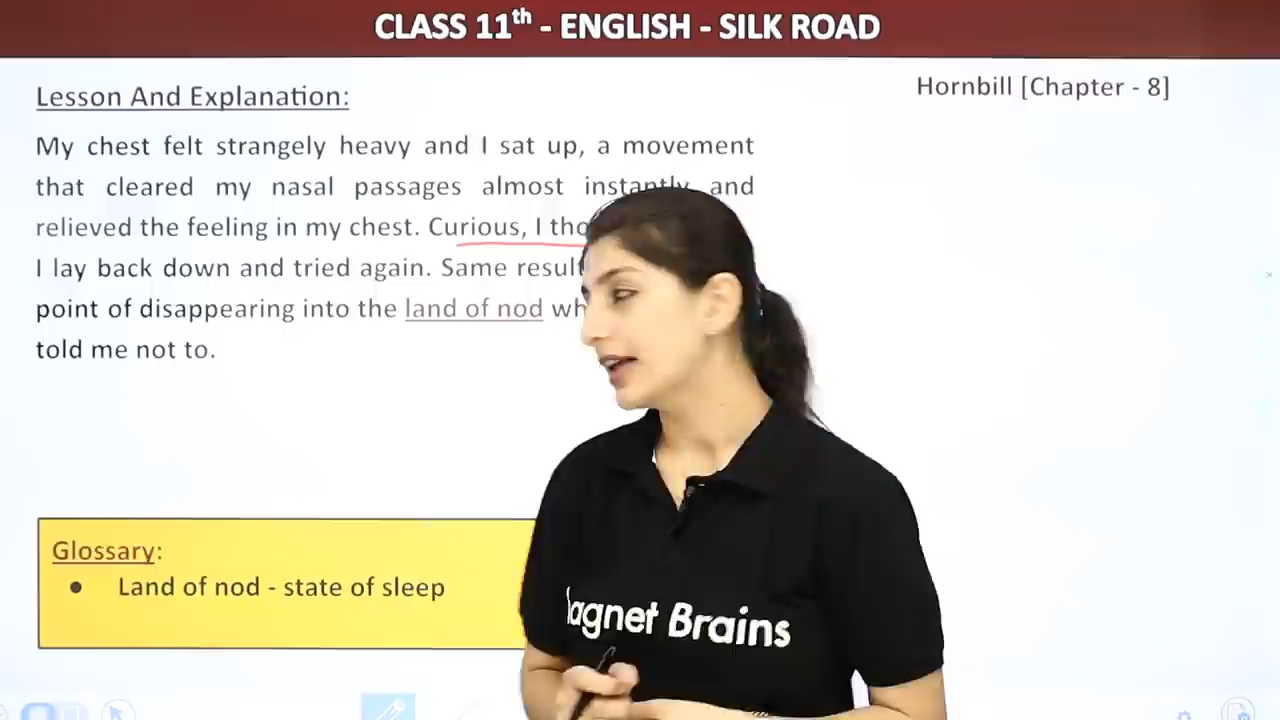 CLASS 11th - ENGLISH - SILK ROAD
Hornbill [Chapter - 8]
Lesson And Explanation:
My chest felt strangely heavy and I sat up, a movement
that cleared my nasal passages almost instantly and
relieved the feeling in my chest. Curious, I
I lay back down and tried again. Same
point of disappearing into the land of nod
told me not to.
Glossary:
● Land of nod - state of sleep
agnet Brains